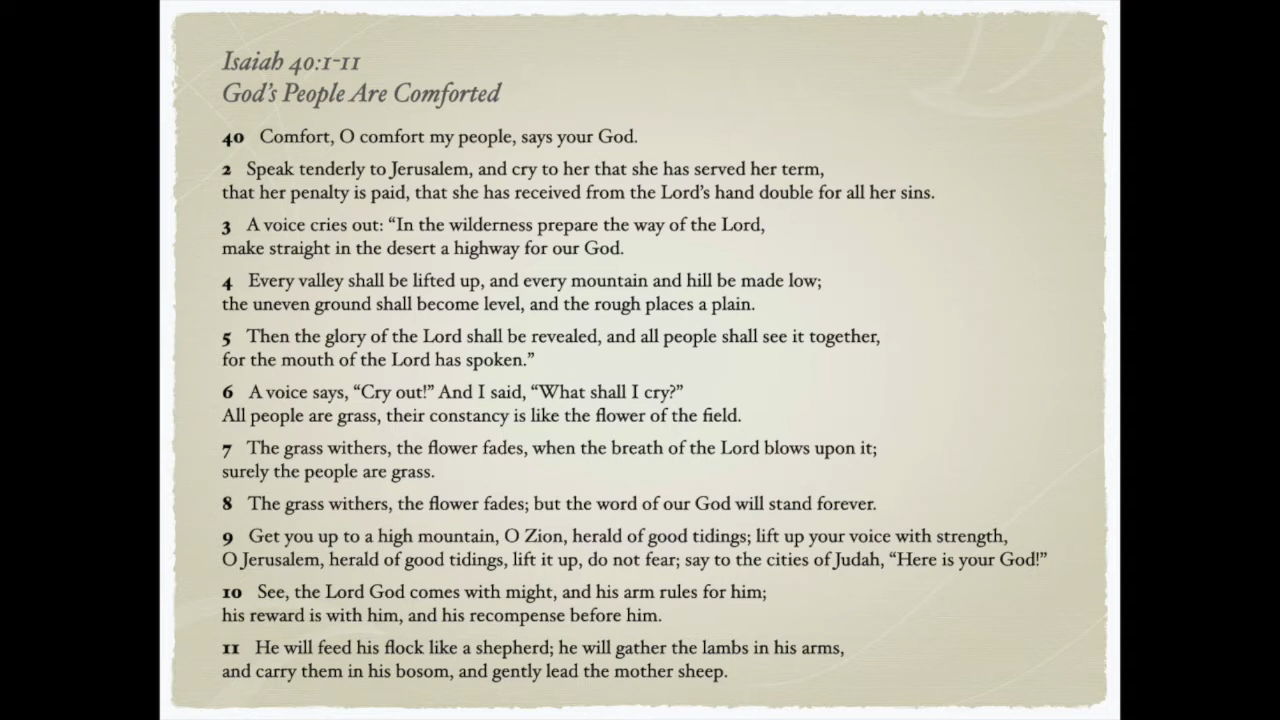 Isaiah 40:1-11
God’s People Are Comforted
40 Comfort, O comfort my people, says your God.
2 Speak tenderly to Jerusalem, and cry to her that she has served her term,
that her penalty is paid, that she has received from the Lord’s hand double for all her sins.
3 A voice cries out: “In the wilderness prepare the way of the Lord,
make straight in the desert a highway for our God.
4 Every valley shall be lifted up, and every mountain and hill be made low;
the uneven ground shall become level, and the rough places a plain.
5 Then the glory of the Lord shall be revealed, and all people shall see it together,
for the mouth of the Lord has spoken.”
6 A voice says, “Cry out!” And I said, “What shall I cry?”
All people are grass, their constancy is like the flower of the field.
7 The grass withers, the flower fades, when the breath of the Lord blows upon it;
surely the people are grass.
8 The grass withers, the flower fades; but the word of our God will stand forever.
9 Get you up to a high mountain, O Zion, herald of good tidings; lift up your voice with strength,
O Jerusalem, herald of good tidings, lift it up, do not fear; say to the cities of Judah, “Here is your God!”
10 See, the Lord God comes with might, and his arm rules for him;
his reward is with him, and his recompense before him.
11 He will feed his flock like a shepherd; he will gather the lambs in his arms,
and carry them in his bosom, and gently lead the mother sheep.